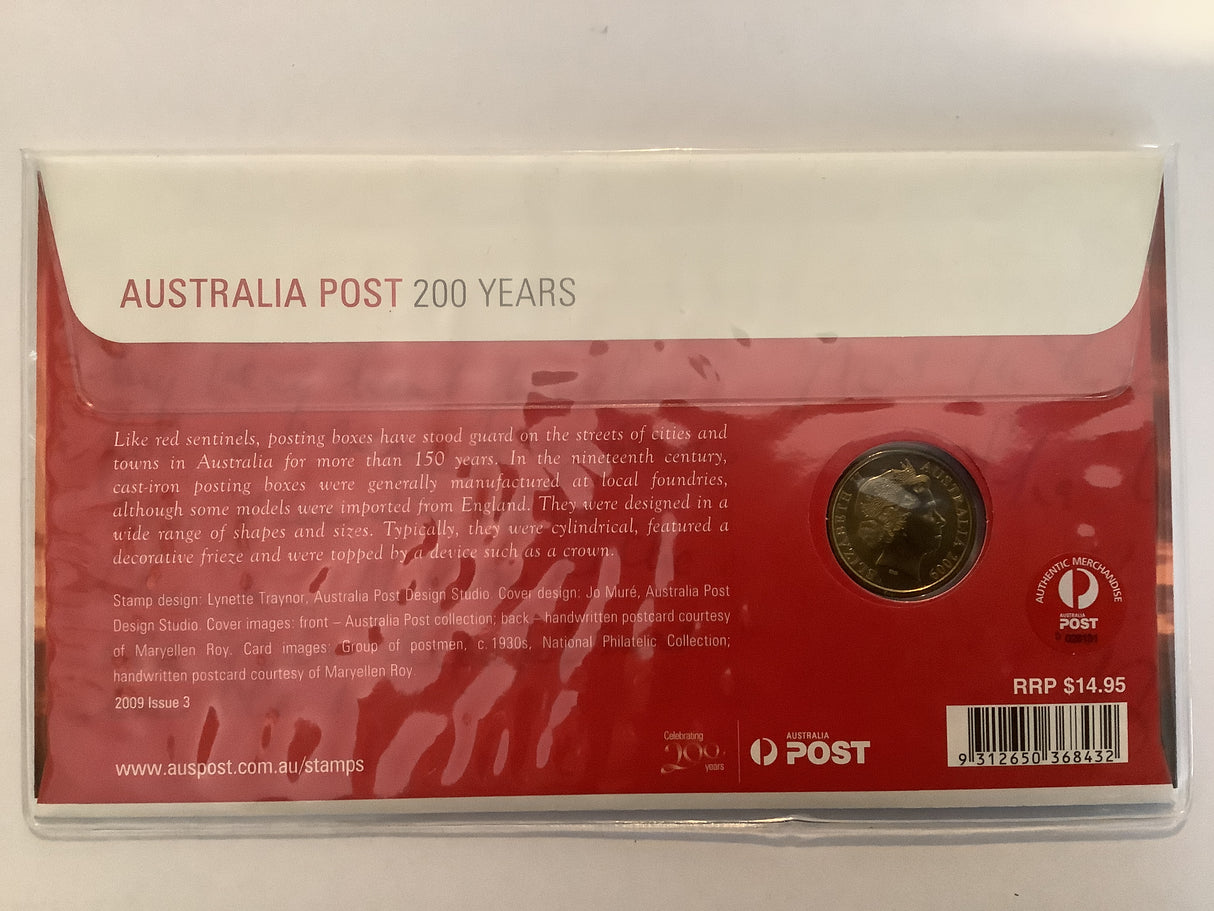 AUSTRALIA POST 200 YEARS
Like red sentinels, posting boxes have stood guard on the streets of cities and
towns in Australia for more than 150 years. In the nineteenth century,
cast-iron posting boxes were generally manufactured at local foundries,
although some models were imported from England. They were designed in a
wide range of shapes and sizes. Typically, they were cylindrical, featured a
decorative frieze and were topped by a device such as a crown.
Stamp design: Lynette Traynor, Australia Post Design Studio. Cover design: Jo Muré, Australia Post
Design Studio. Cover images: front – Australia Post collection; back – handwritten postcard courtesy
of Maryellen Roy. Card images: Group of postmen, c. 1930s, National Philatelic Collection;
handwritten postcard courtesy of Maryellen Roy
2009 Issue 3
www.auspost.com.au/stamps
Celebrating
200
years
AUSTRALIA
POST
ELIZABETH II
AUSTRALIA 2009
AUTHENTIC MERCHANDISE
AUSTRALIA
POST
RRP $14.95
9 312650 368432